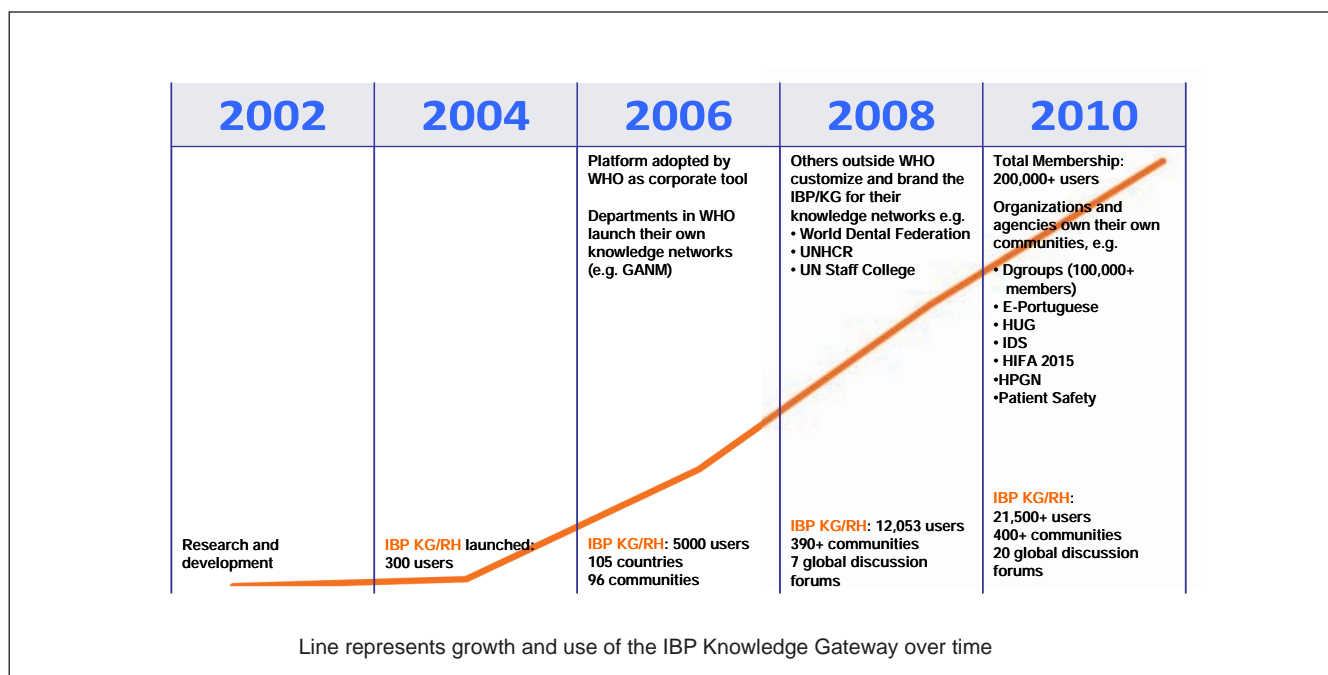 2002
2004
2006
2008
2010
Research and
development
IBP KG/RH launched:
300 users
Platform adopted by
WHO as corporate tool
Departments in WHO
launch their own
knowledge networks
(e.g. GANM)
IBP KG/RH: 5000 users
105 countries
96 communities
Others outside WHO
customize and brand the
IBP/KG for their
knowledge networks e.g.
• World Dental Federation
• UNHCR
• UN Staff College
IBP KG/RH: 12,053 users
390+ communities
7 global discussion
forums
Total Membership:
200,000+ users
Organizations and
agencies own their own
communities, e.g.
• Dgroups (100,000+
members)
• E-Portuguese
• HUG
• IDS
• HIFA 2015
•HPGN
•Patient Safety
IBP KG/RH:
21,500+ users
400+ communities
20 global discussion
forums
Line represents growth and use of the IBP Knowledge Gateway over time